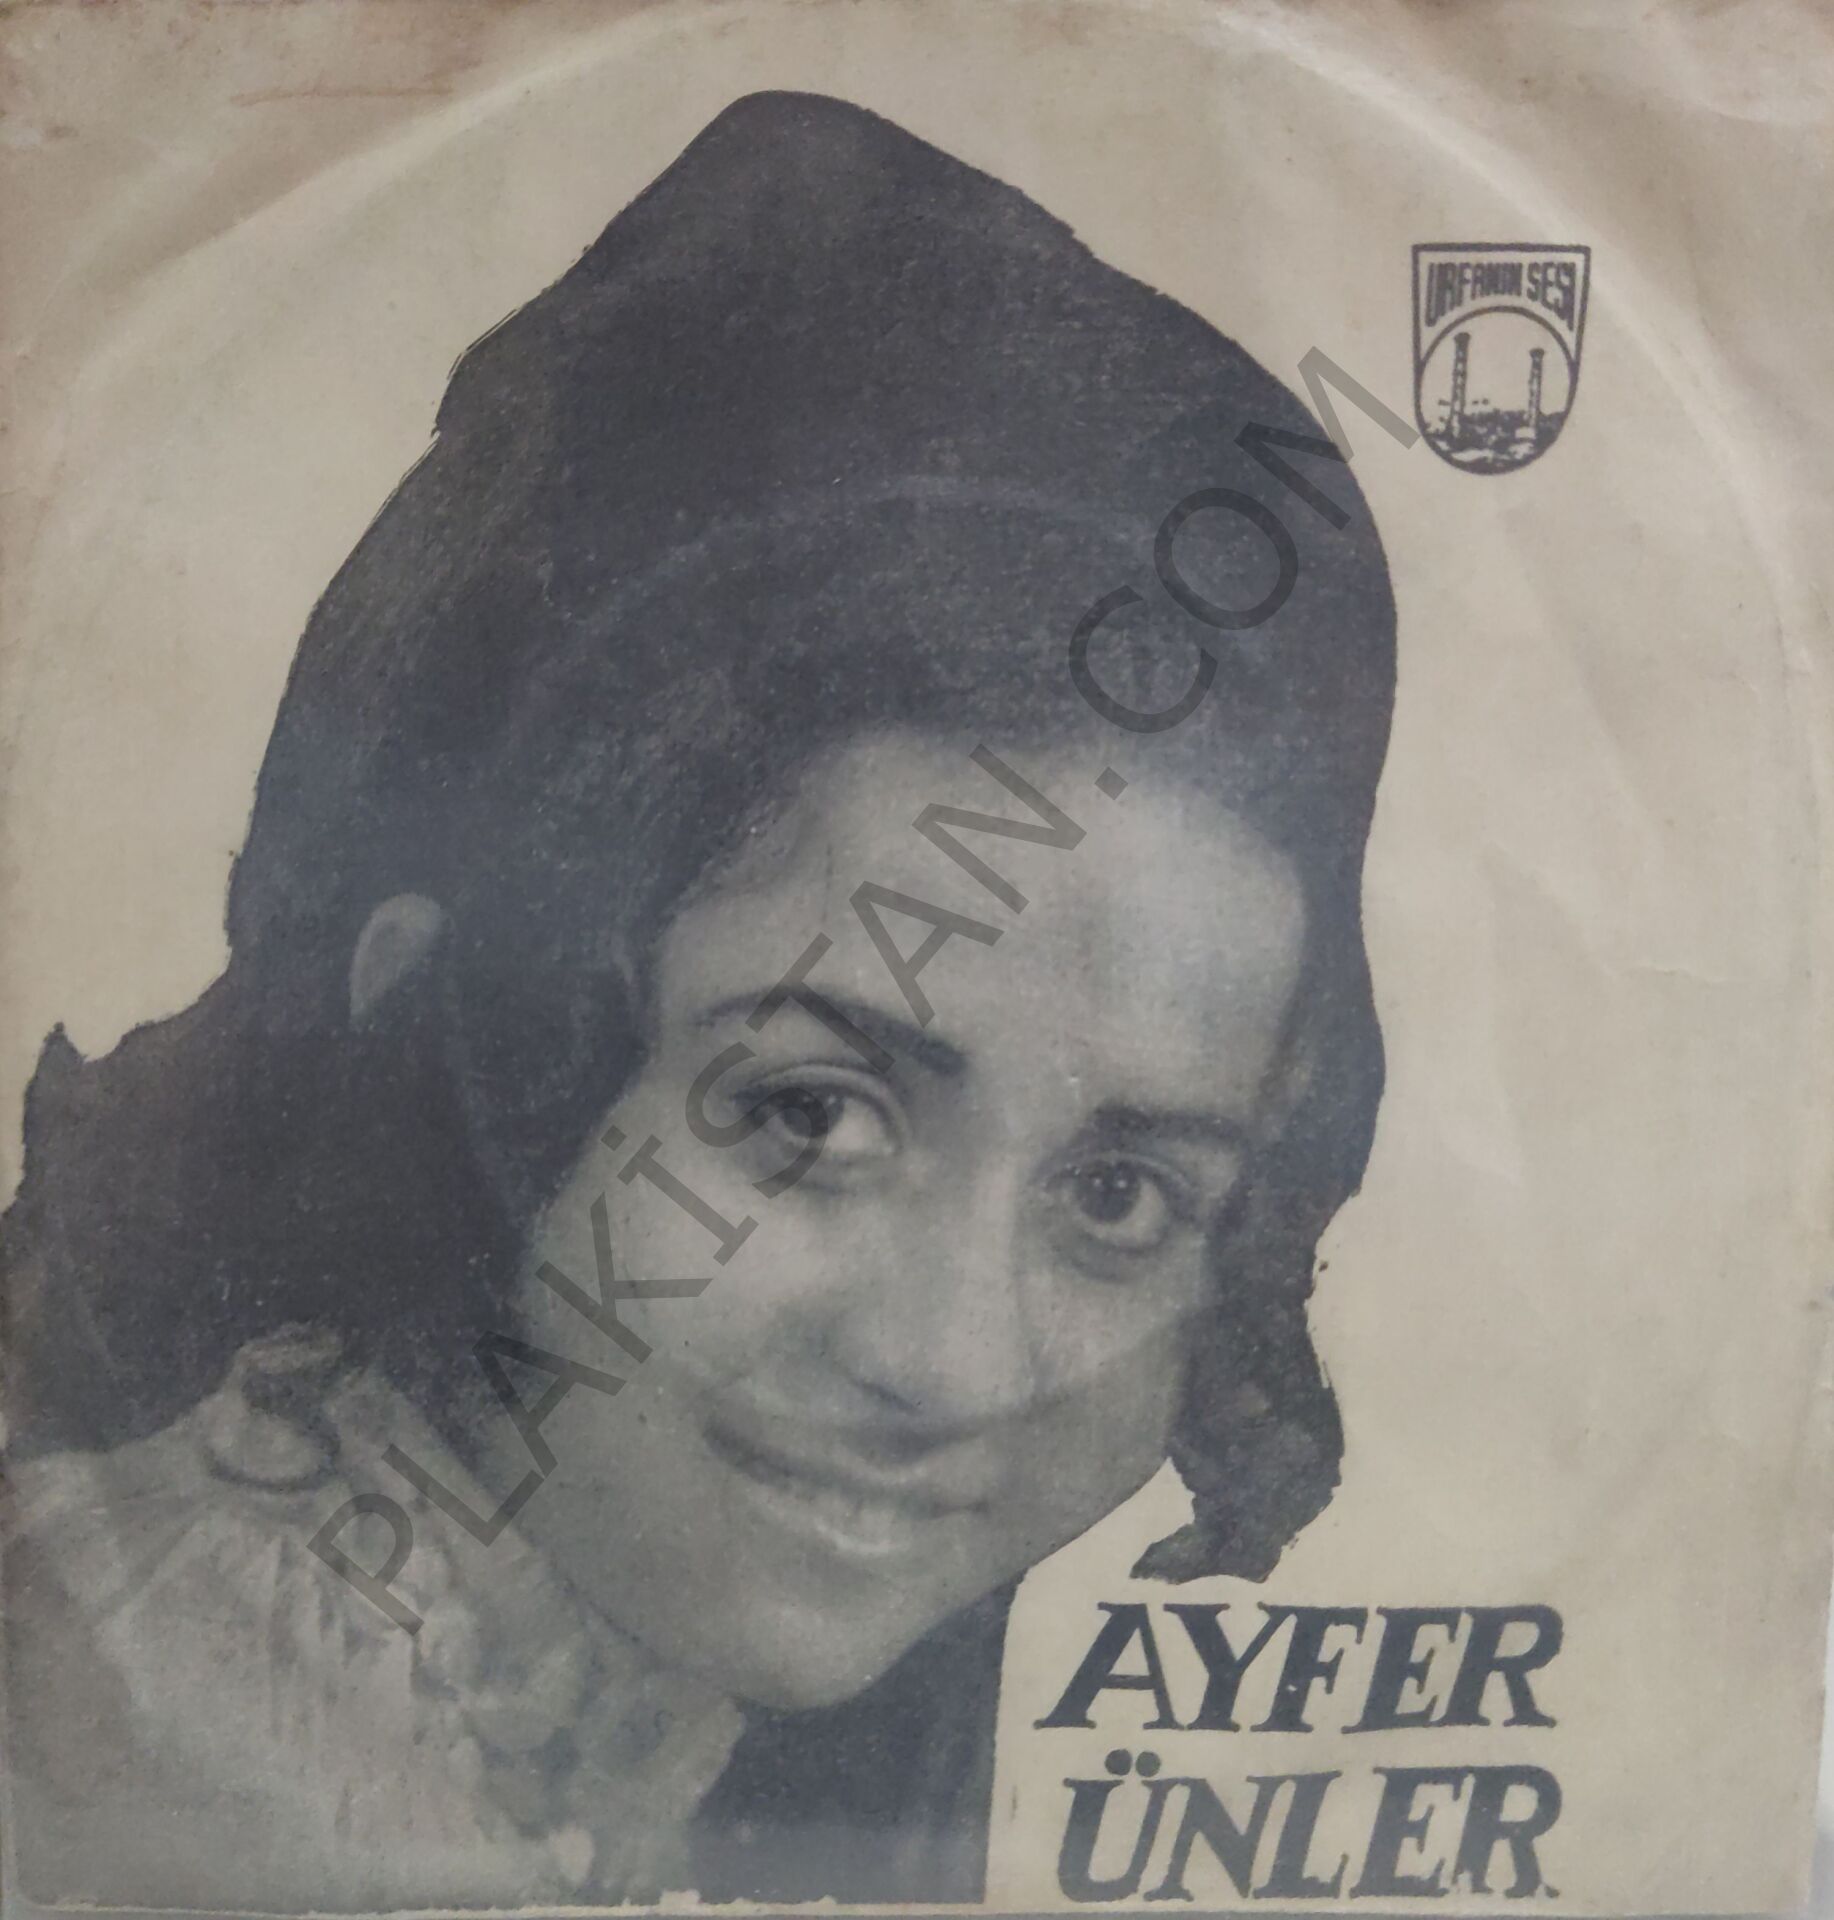 URFANIN SESİ
PLAKİSTAN.COM
AYFER
ÜNLER